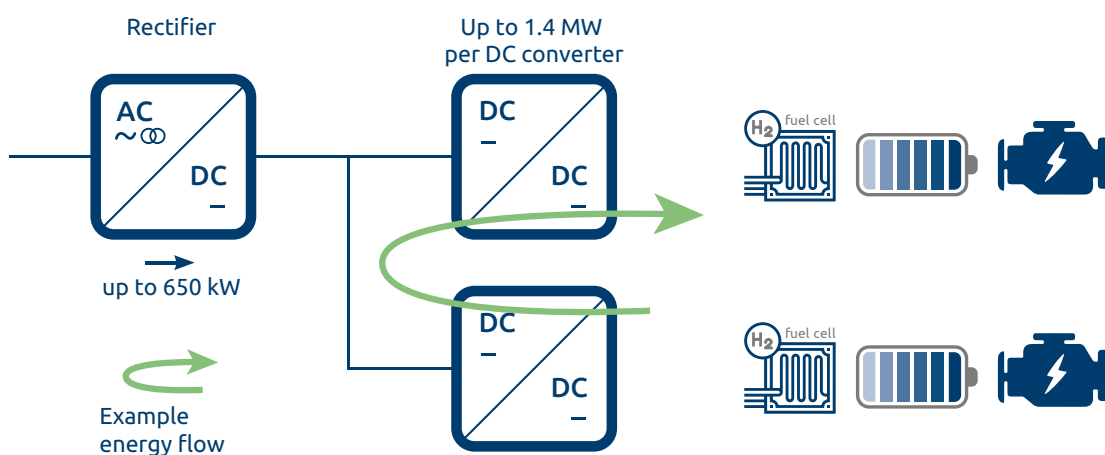 Rectifier
Up to 1.4 MW
per DC converter
AC
DC
DC
DC
H2
fuel cell
up to 650 kW
DC
DC
H2
fuel cell
Example
energy flow